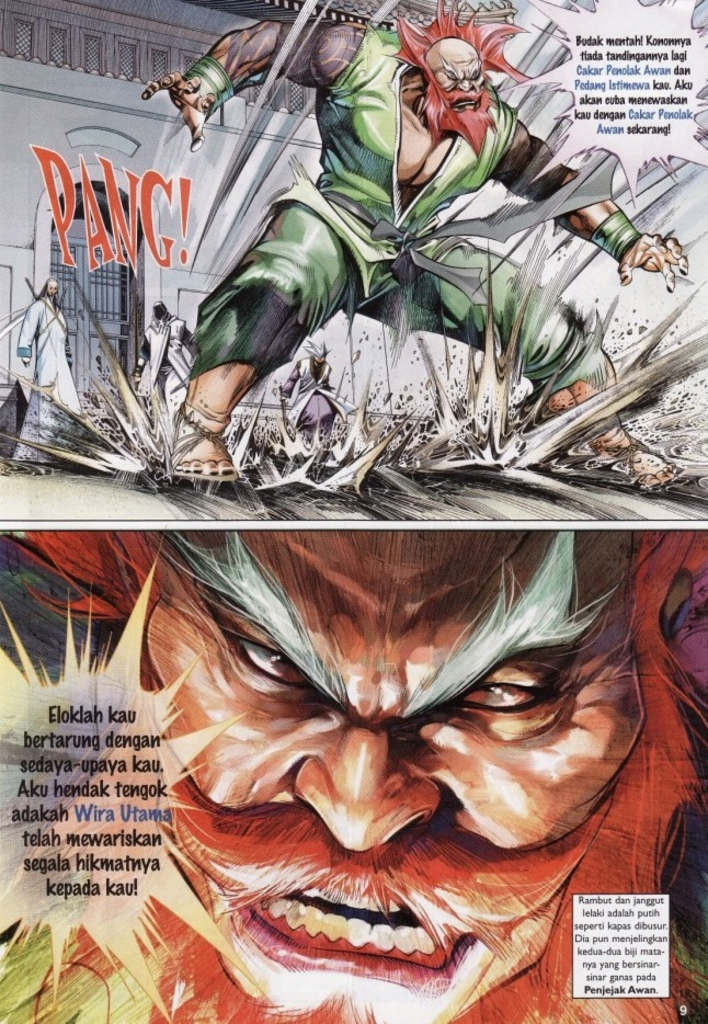 Budak mentah! Kononnya
tiada tandingannya lagi
Cakar Penolak Awan dan
Pedang Istimewa kau. Aku
akan cuba menewaskan
kau dengan Cakar Penolak
Awan sekarang!
PANG!
Eloklah kau
bertarung dengan
sedaya-upaya kau.
Aku hendak tengok
adakah Wira Utama
telah mewariskan
segala hikmatnya
kepada kau!
Rambut dan janggut
lelaki adalah putih
seperti kapas dibusur.
Dia pun menjelingkan
kedua-dua biji mata-
nya yang bersinar-
sinar ganas pada
Penjejak Awan.
9